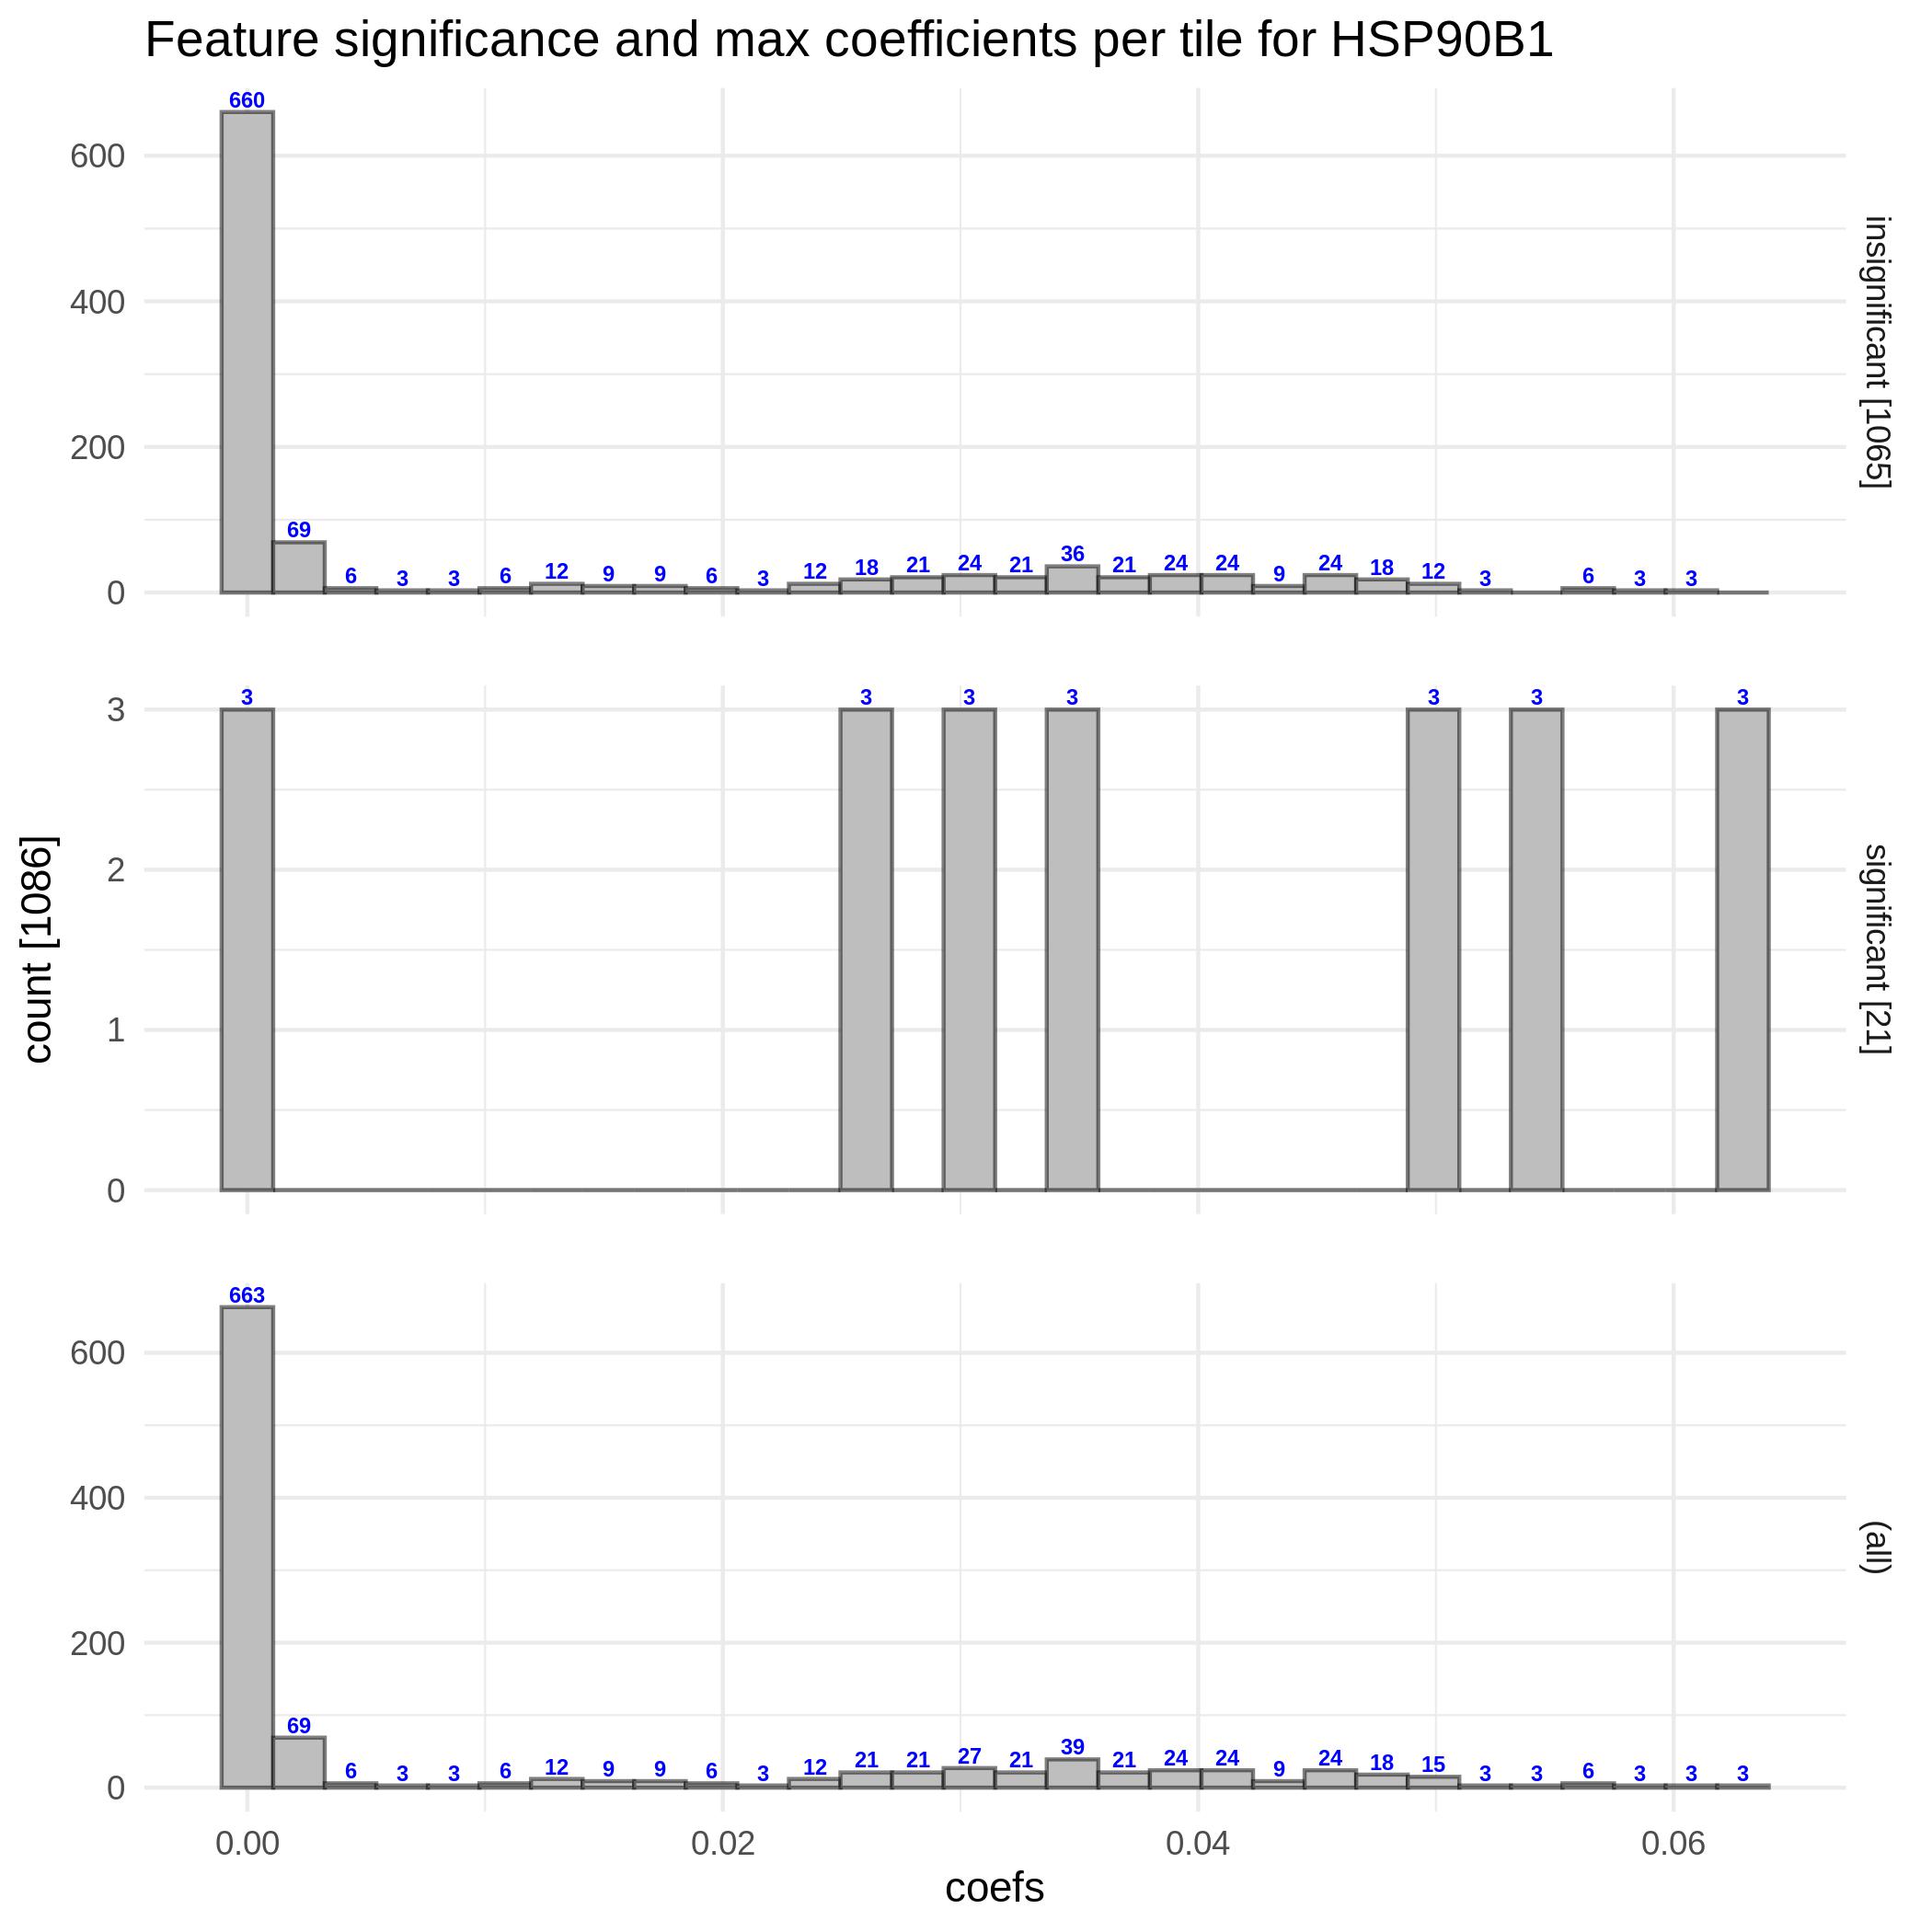 Feature significance and max coefficients per tile for HSP90B1
660
600
400
200
69
6 3 3 6 12 9 9 6 3 12 18 21 24 21 36 21 24 24 9 24 18 12 3 6 3 3
0
insignificant [1065]
3 3 3 3 3 3 3
3
2
1
0
significant [21]
count [1086]
663
600
400
200
69
6 3 3 6 12 9 9 6 3 12 21 21 27 21 39 21 24 24 9 24 18 15 3 3 6 3 3 3
0
(all)
0.00 0.02 0.04 0.06
coefs